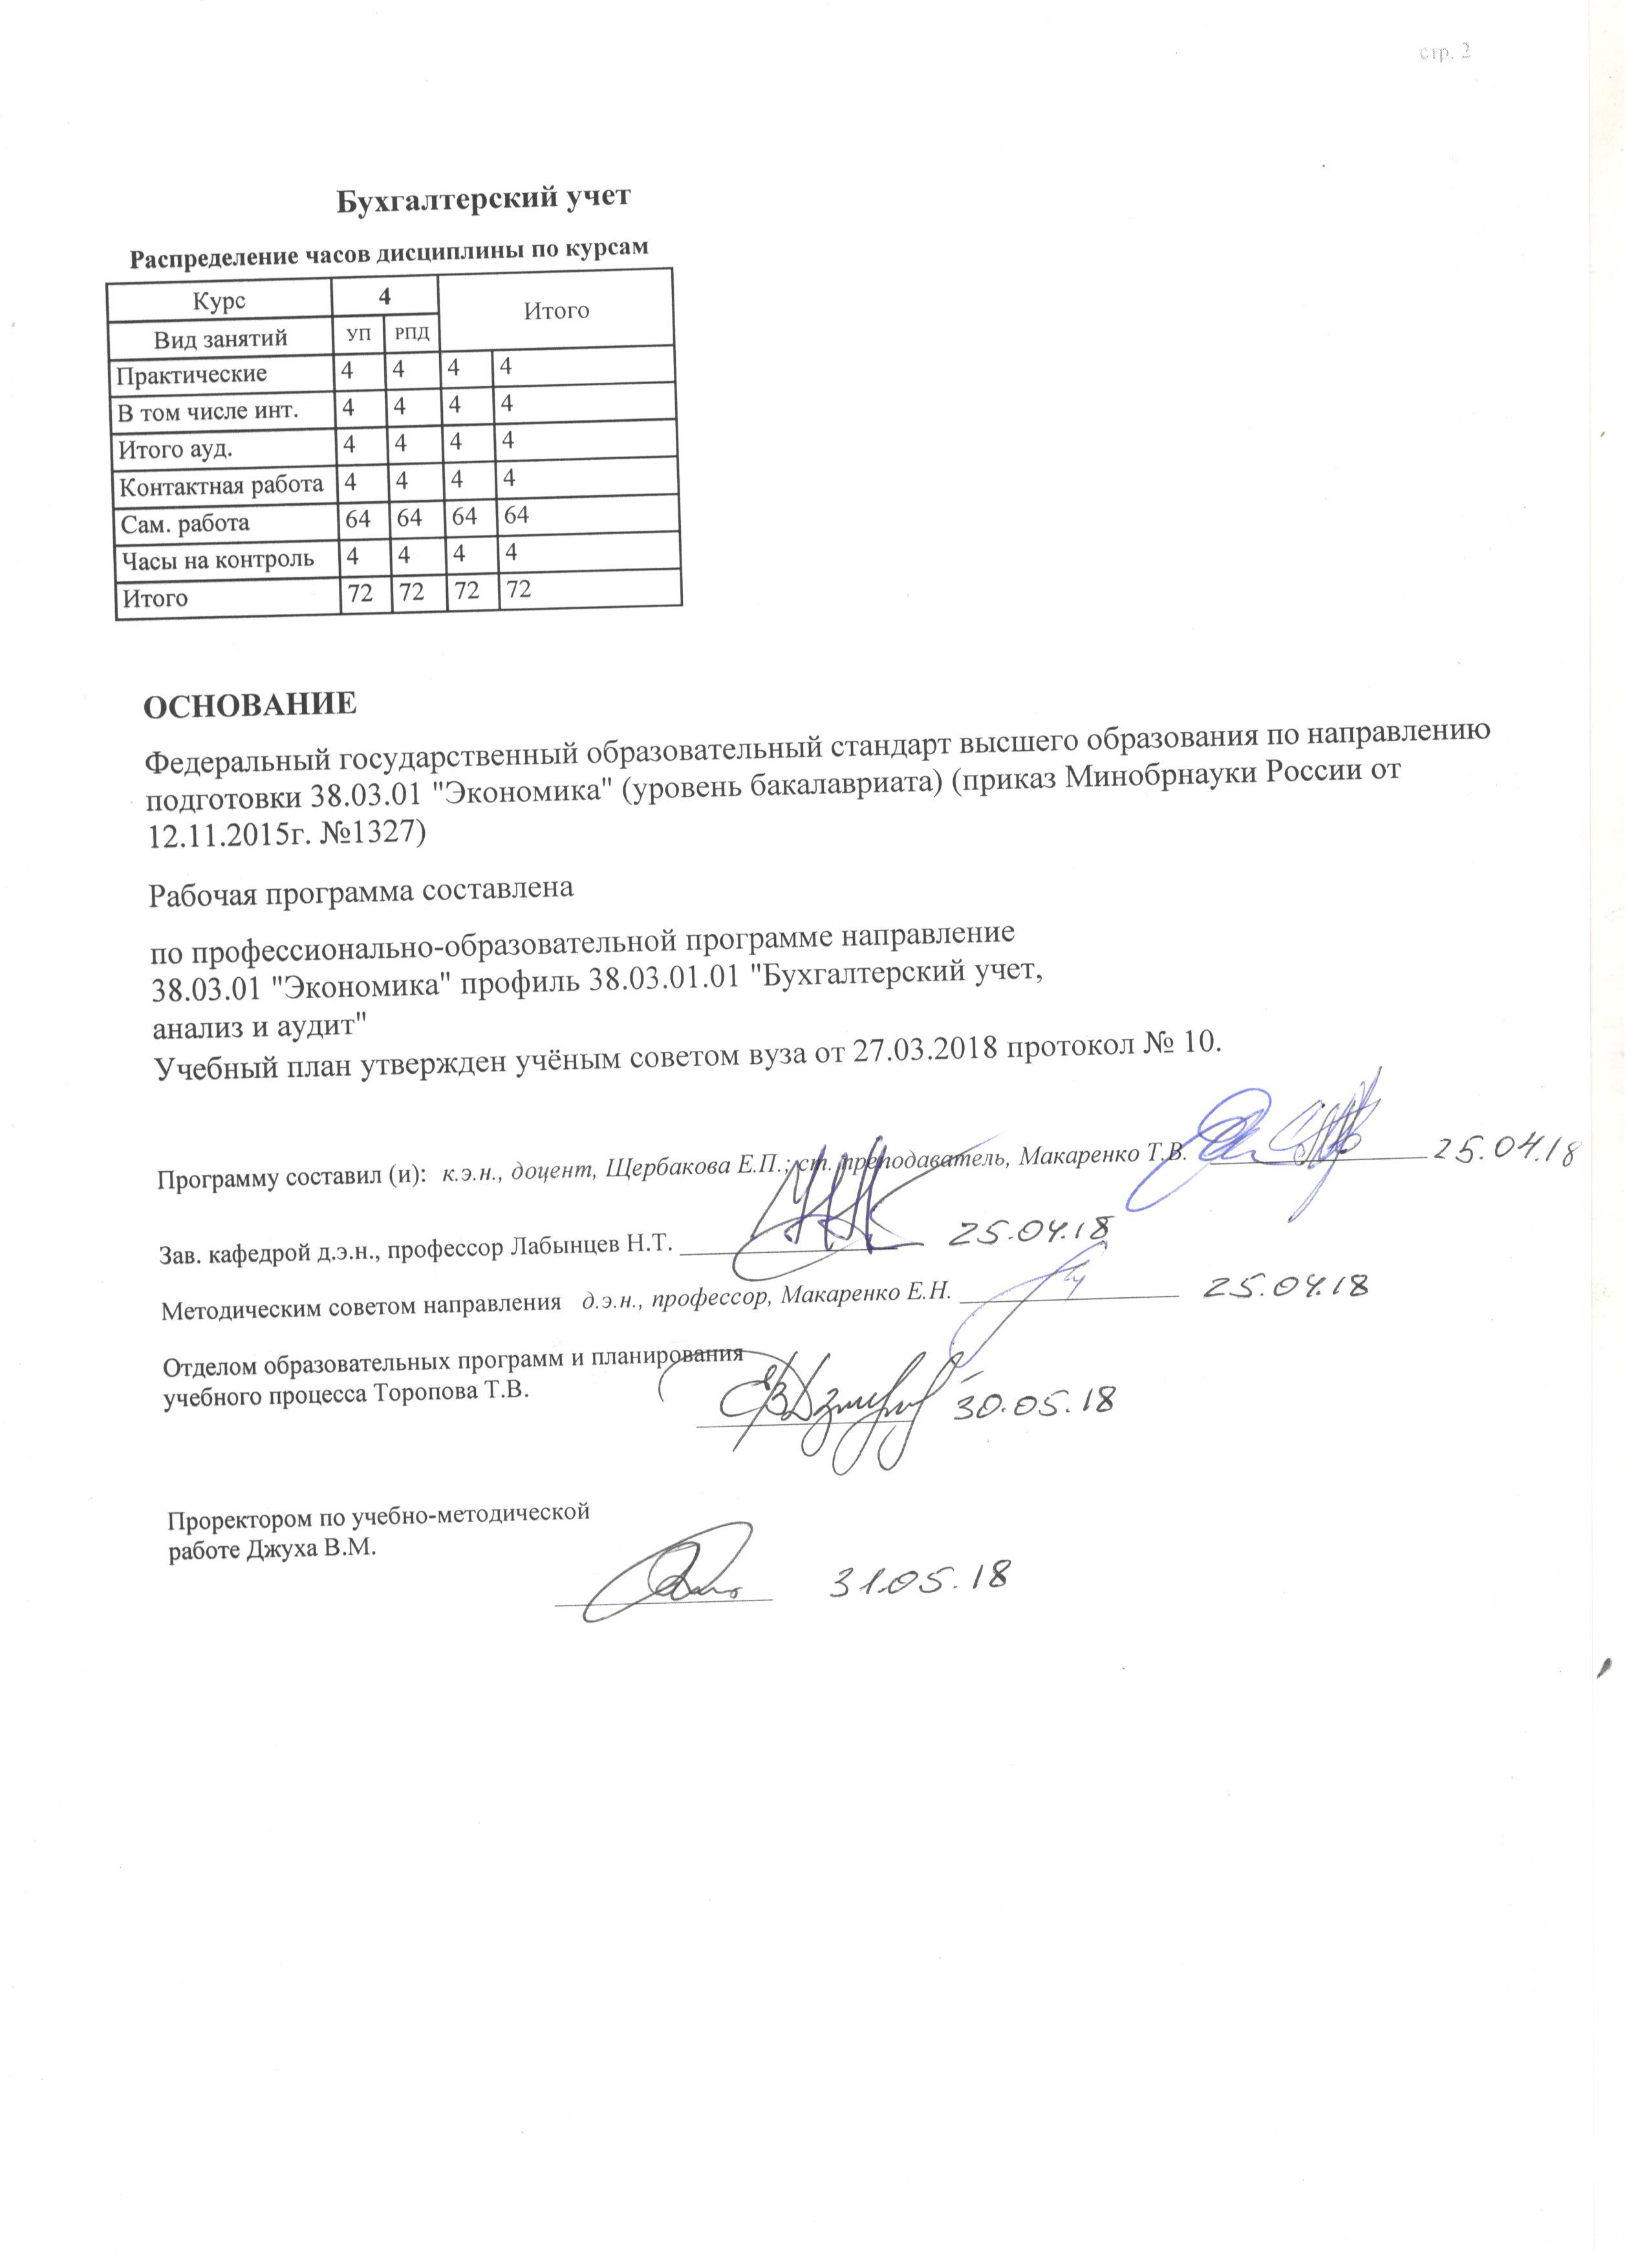 стр. 2
Бухгалтерский учет
Распределение часов дисциплины по курсам
Курс 4 Итого
Вид занятий УП РПД
Практические 4 4 4 4
В том числе инт. 4 4 4 4
Итого ауд. 4 4 4 4
Контактная работа 4 4 4 4
Сам. работа 64 64 64 64
Часы на контроль 4 4 4 4
Итого 72 72 72 72
ОСНОВАНИЕ
Федеральный государственный образовательный стандарт высшего образования по направлению
подготовки 38.03.01 "Экономика" (уровень бакалавриата) (приказ Минобрнауки России от
12.11.2015г. №1327)
Рабочая программа составлена
по профессионально-образовательной программе направление
38.03.01 "Экономика" профиль 38.03.01.01 "Бухгалтерский учет,
анализ и аудит"
Учебный план утвержден учёным советом вуза от 27.03.2018 протокол № 10.
Программу составил (и): к.э.н., доцент, Щербакова Е.П.; ст. преподаватель, Макаренко Т.В. 25.04.18
Зав. кафедрой д.э.н., профессор Лабынцев Н.Т. 25.04.18
Методическим советом направления д.э.н., профессор, Макаренко Е.Н. 25.04.18
Отделом образовательных программ и планирования
учебного процесса Торопова Т.В. 30.05.18
Проректором по учебно-методической
работе Джуха В.М.
31.05.18